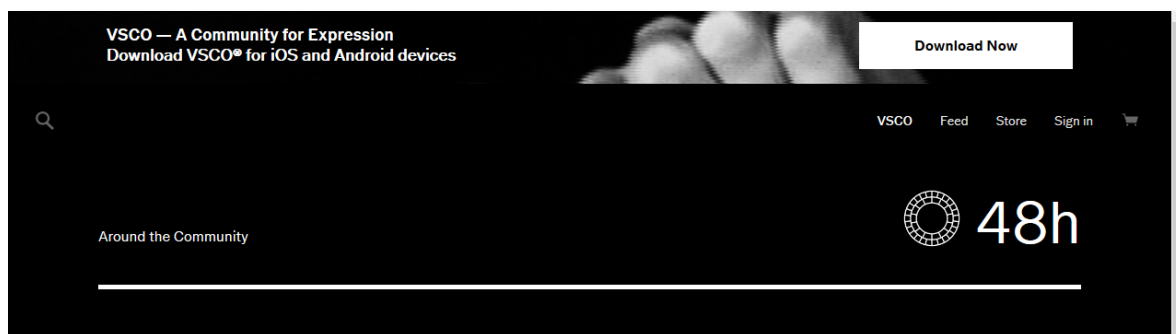 VSCO — A Community for Expression
Download VSCO® for iOS and Android devices
Download Now
VSCO Feed Store Sign in
48h
Around the Community